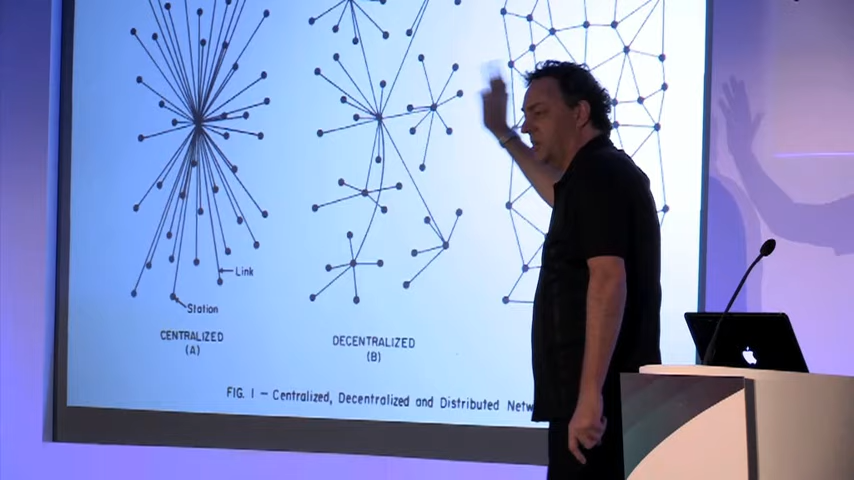 Link
Station
CENTRALIZED
(A)
DECENTRALIZED
(B)
FIG. I — Centralized, Decentralized and Distributed